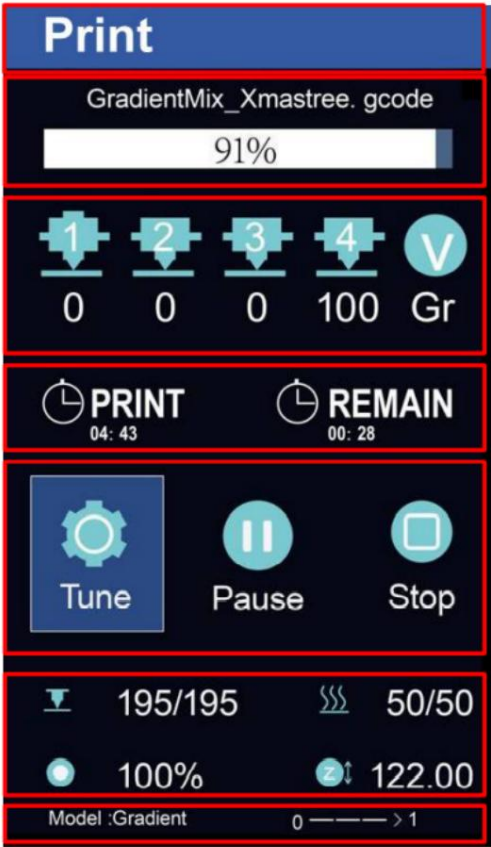 Print
GradientMix_Xmastree. gcode
91%
1 2 3 4 V
0 0 0 100 Gr
PRINT REMAIN
04: 43 00: 28
Tune Pause Stop
195/195 50/50
100% Z 122.00
Model :Gradient 0 ———> 1